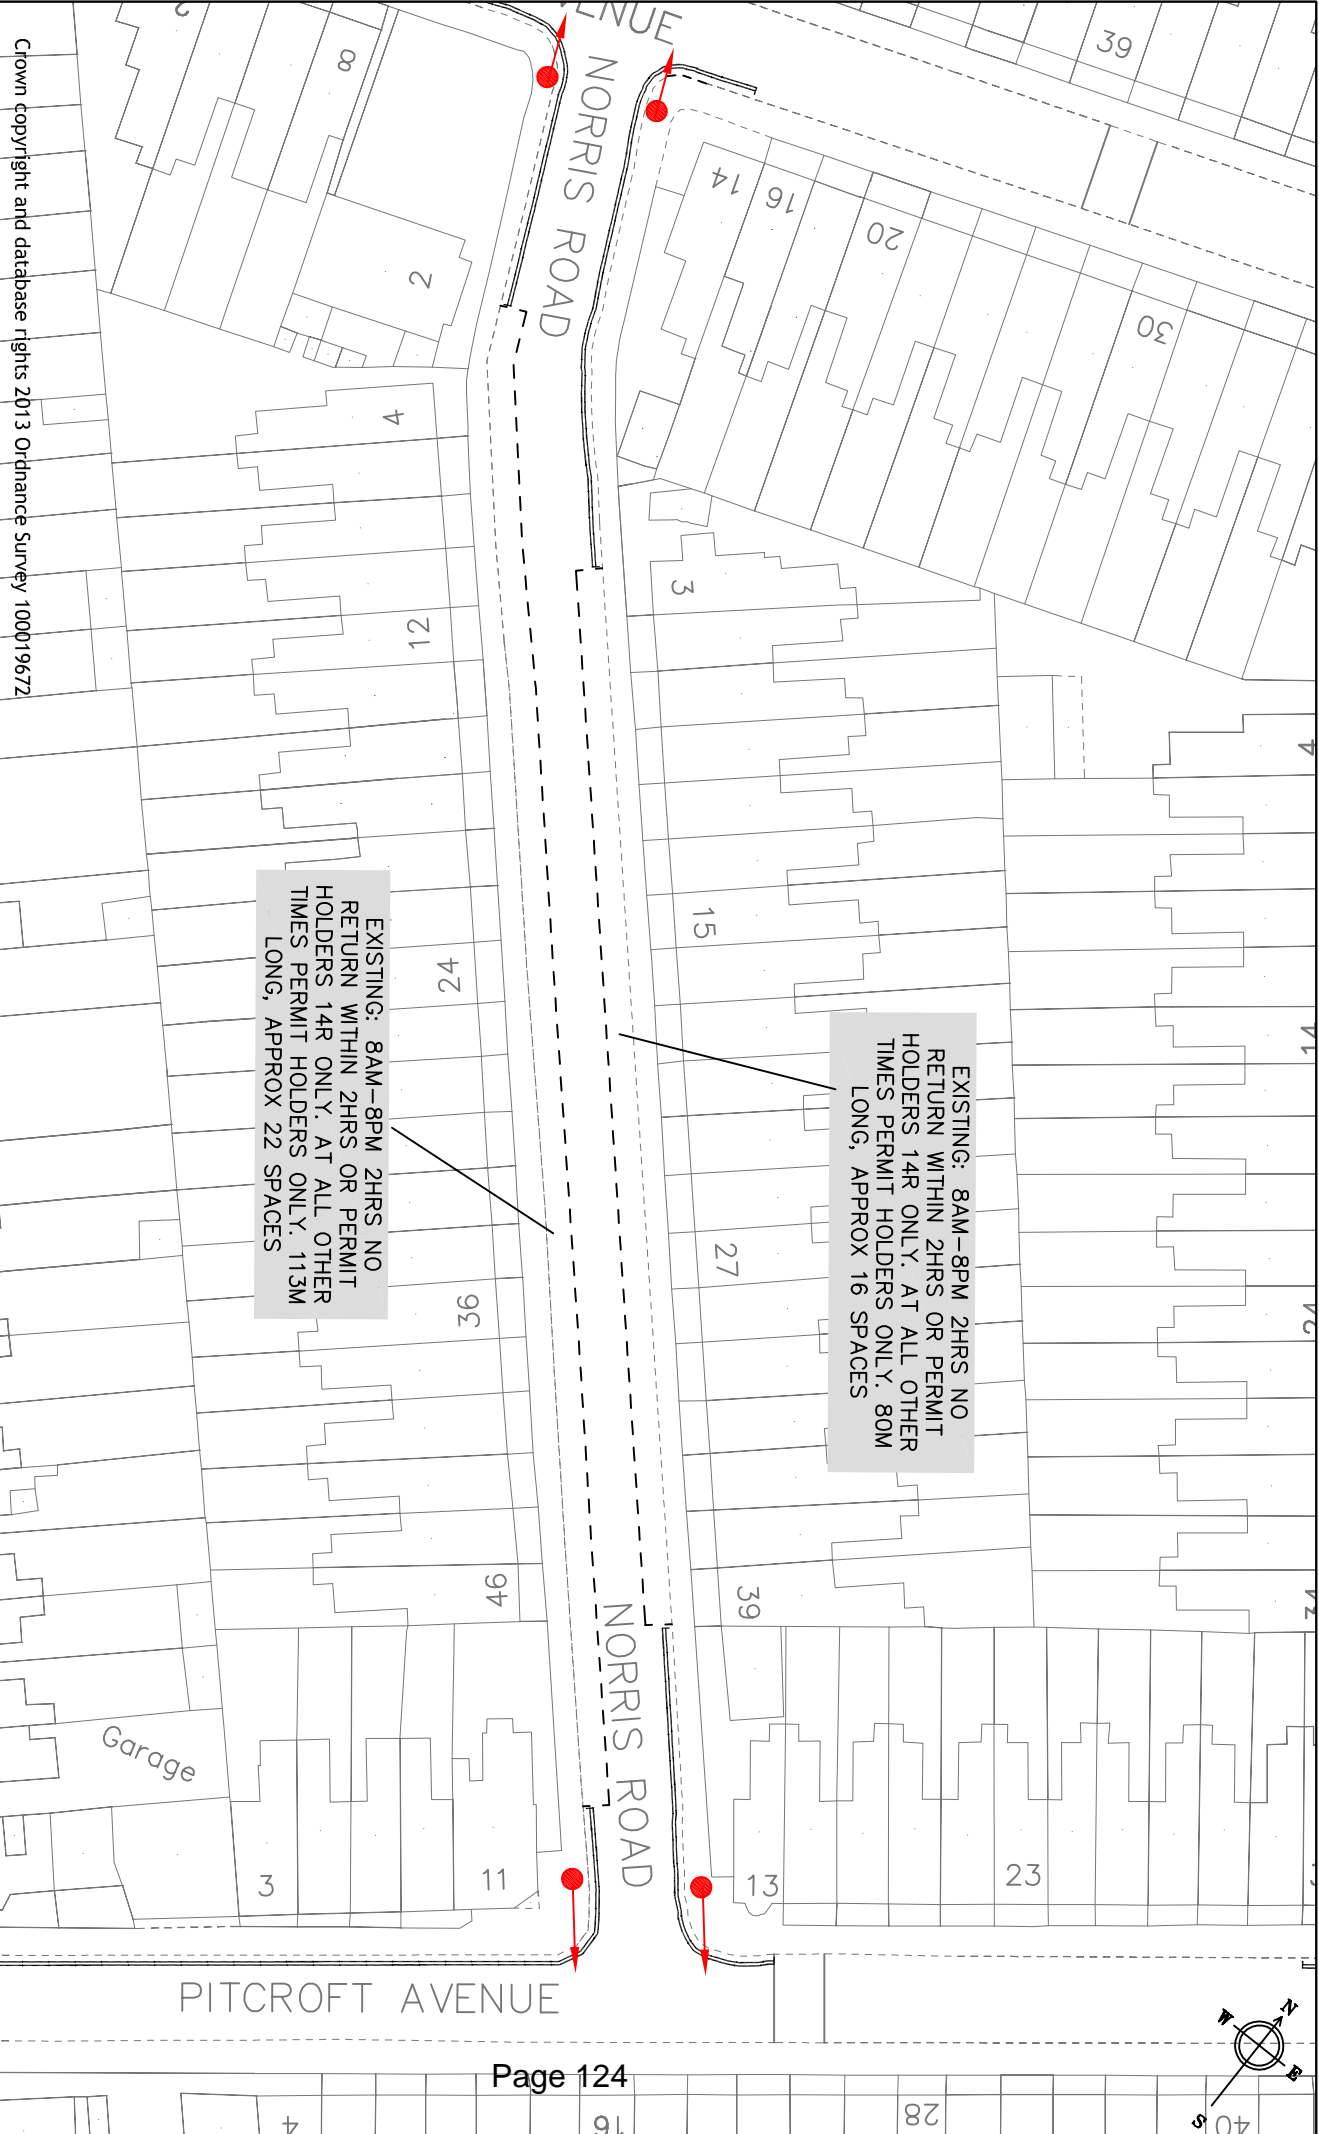 ENUE
NORRIS ROAD
39
8
2
14
16
20
30
4
3
12
4
15
14
24
EXISTING: 8AM-8PM 2HRS NO
RETURN WITHIN 2HRS OR PERMIT
HOLDERS 14R ONLY. AT ALL OTHER
TIMES PERMIT HOLDERS ONLY. 113M
LONG, APPROX 22 SPACES
EXISTING: 8AM-8PM 2HRS NO
RETURN WITHIN 2HRS OR PERMIT
HOLDERS 14R ONLY. AT ALL OTHER
TIMES PERMIT HOLDERS ONLY. 80M
LONG, APPROX 16 SPACES
27
36
46
39
NORRIS ROAD
Garage
3
11
13
23
PITCROFT AVENUE
N
W
E
S
Page 124
4
16
28
40
Crown copyright and database rights 2013 Ordnance Survey 100019672